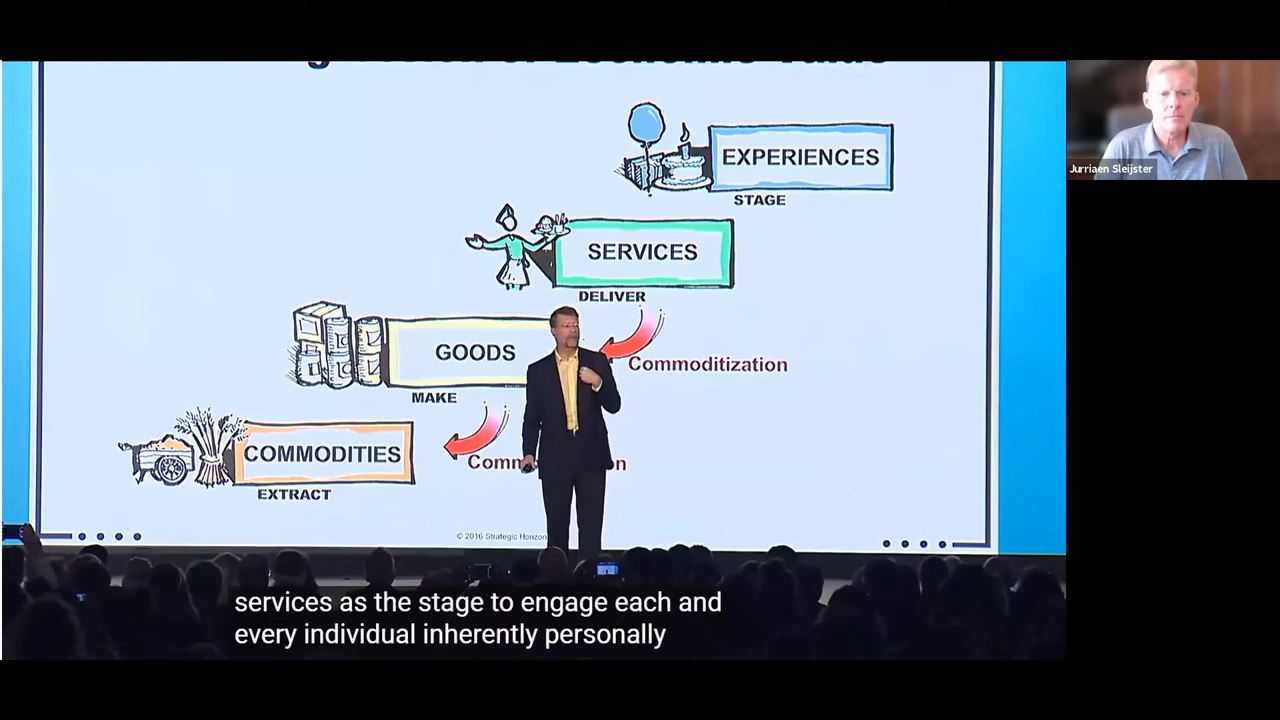 EXPERIENCES
STAGE
SERVICES
DELIVER
GOODS
Commoditization
MAKE
COMMODITIES
EXTRACT
© 2016 Strategic
services as the stage to engage each and
every individual inherently personally
Jurriaen Sleijster